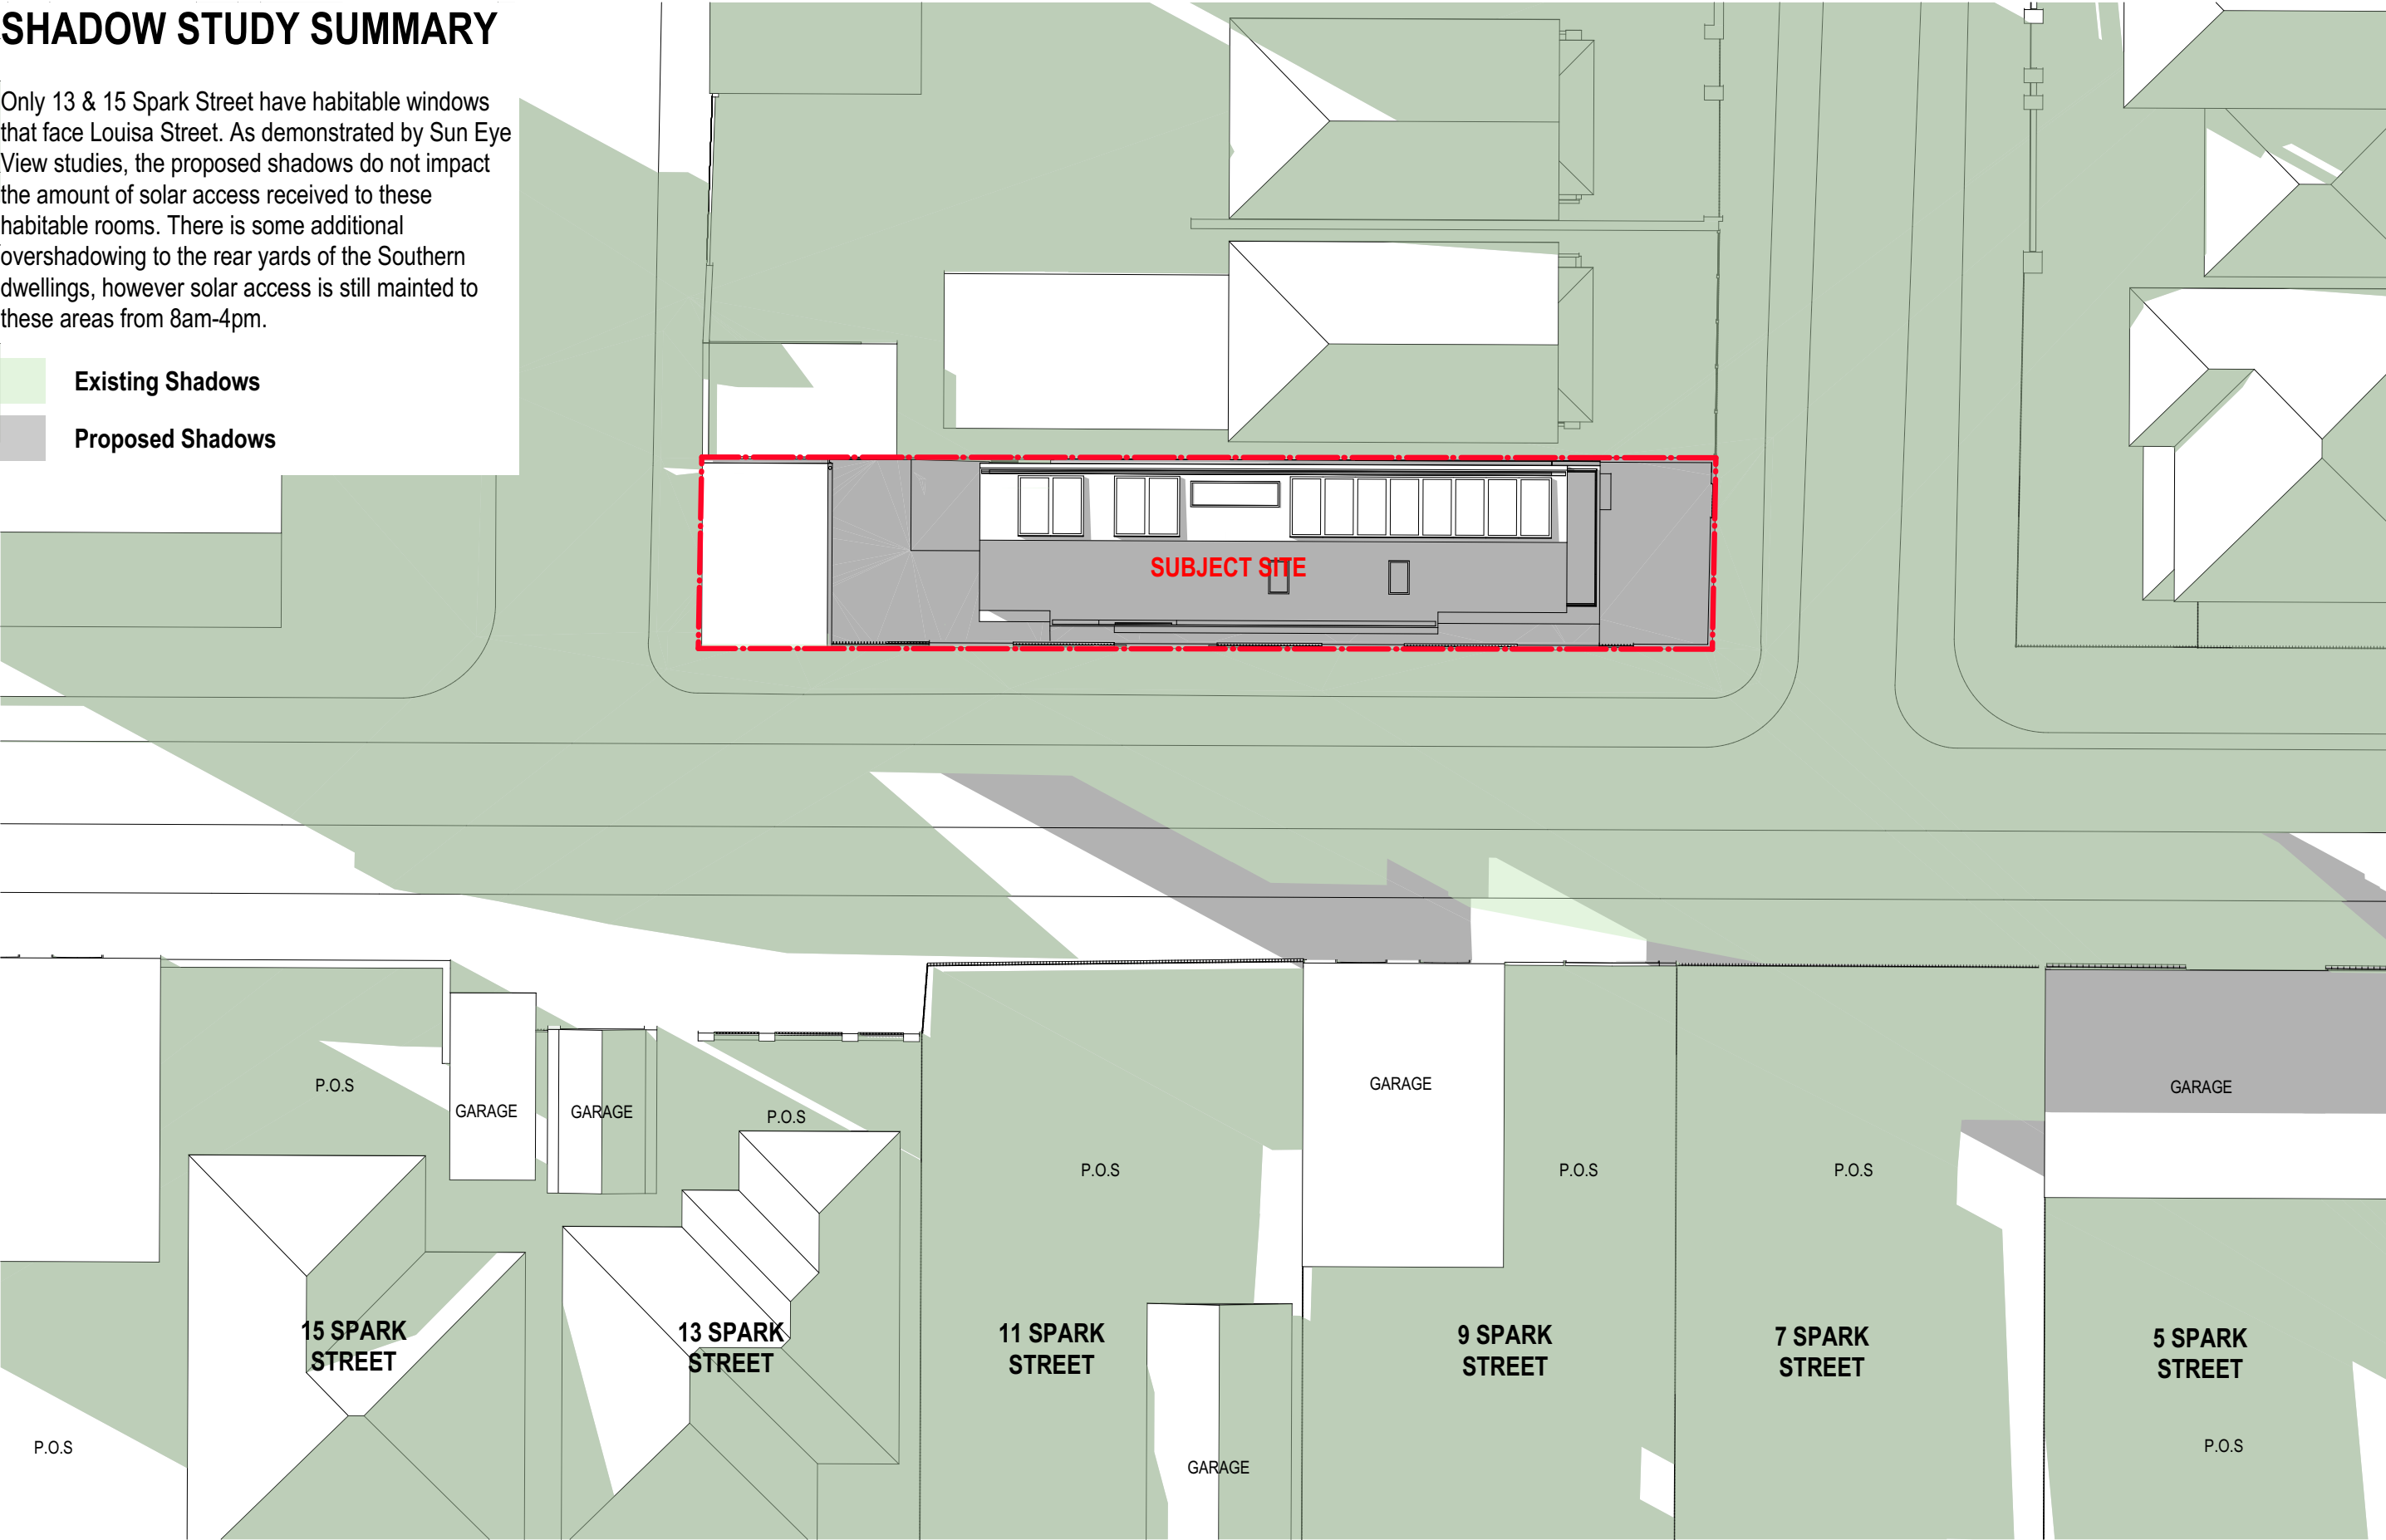 SHADOW STUDY SUMMARY
Only 13 & 15 Spark Street have habitable windows
that face Louisa Street. As demonstrated by Sun Eye
View studies, the proposed shadows do not impact
the amount of solar access received to these
habitable rooms. There is some additional
overshadowing to the rear yards of the Southern
dwellings, however solar access is still mainted to
these areas from 8am-4pm.
Existing Shadows
Proposed Shadows
SUBJECT SITE
P.O.S
GARAGE
GARAGE
P.O.S
P.O.S
GARAGE
P.O.S
P.O.S
GARAGE
15 SPARK
STREET
13 SPARK
STREET
11 SPARK
STREET
9 SPARK
STREET
7 SPARK
STREET
5 SPARK
STREET
P.O.S
GARAGE
P.O.S